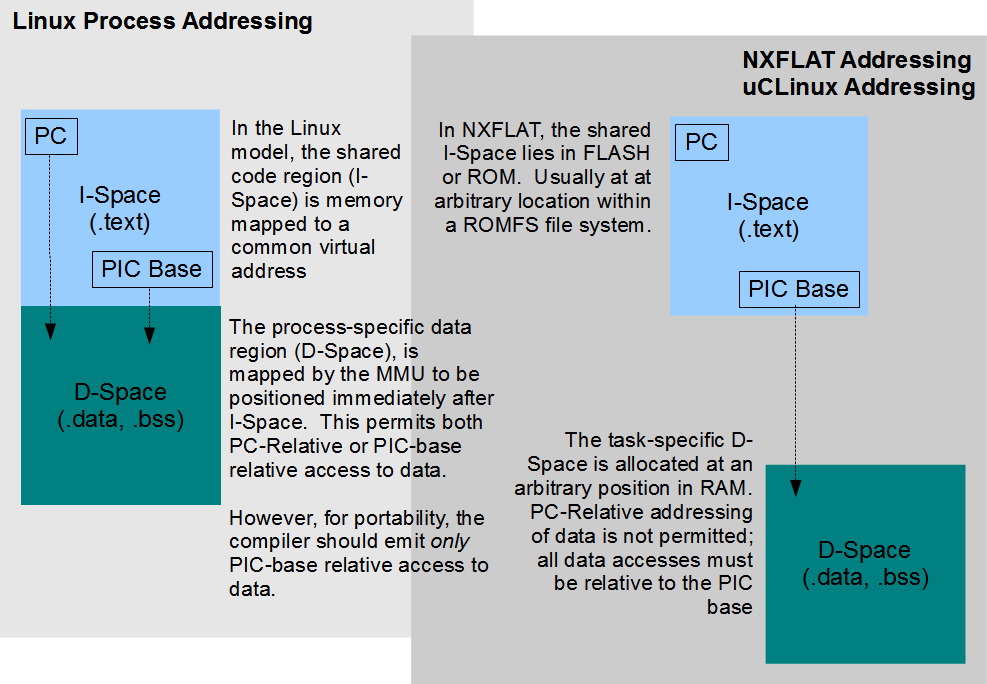 Linux Process Addressing
PC
I-Space
(.text)
PIC Base
D-Space
(.data, .bss)
In the Linux
model, the shared
code region (I-
Space) is memory
mapped to a
common virtual
address
The process-specific data
region (D-Space), is
mapped by the MMU to be
positioned immediately after
I-Space.  This permits both
PC-Relative or PIC-base
relative access to data.
However, for portability, the
compiler should emit only
PIC-base relative access to
data.
NXFLAT Addressing
uCLinux Addressing
In NXFLAT, the shared
I-Space lies in FLASH
or ROM.  Usually at at
arbitrary location within
a ROMFS file system.
PC
I-Space
(.text)
PIC Base
The task-specific D-
Space is allocated at an
arbitrary position in RAM.
PC-Relative addressing
of data is not permitted;
all data accesses must
be relative to the PIC
base
D-Space
(.data, .bss)